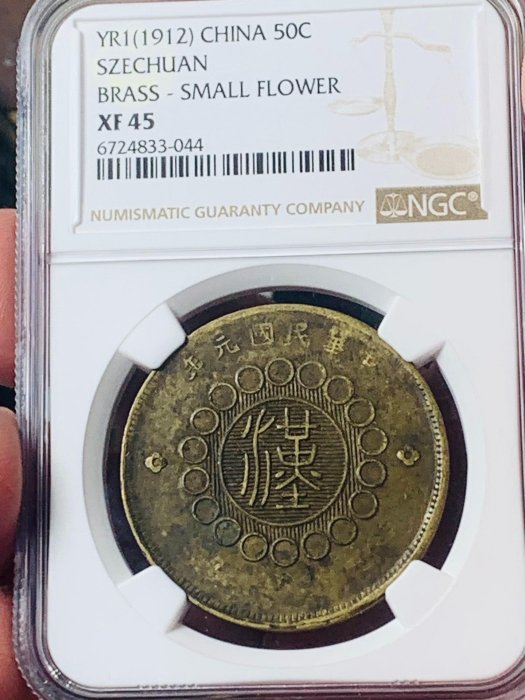 YR1(1912) CHINA 50C
SZECHUAN
BRASS - SMALL FLOWER
XF 45
6724833-044
NUMISMATIC GUARANTY COMPANY NGC®
中華民國元年
漢